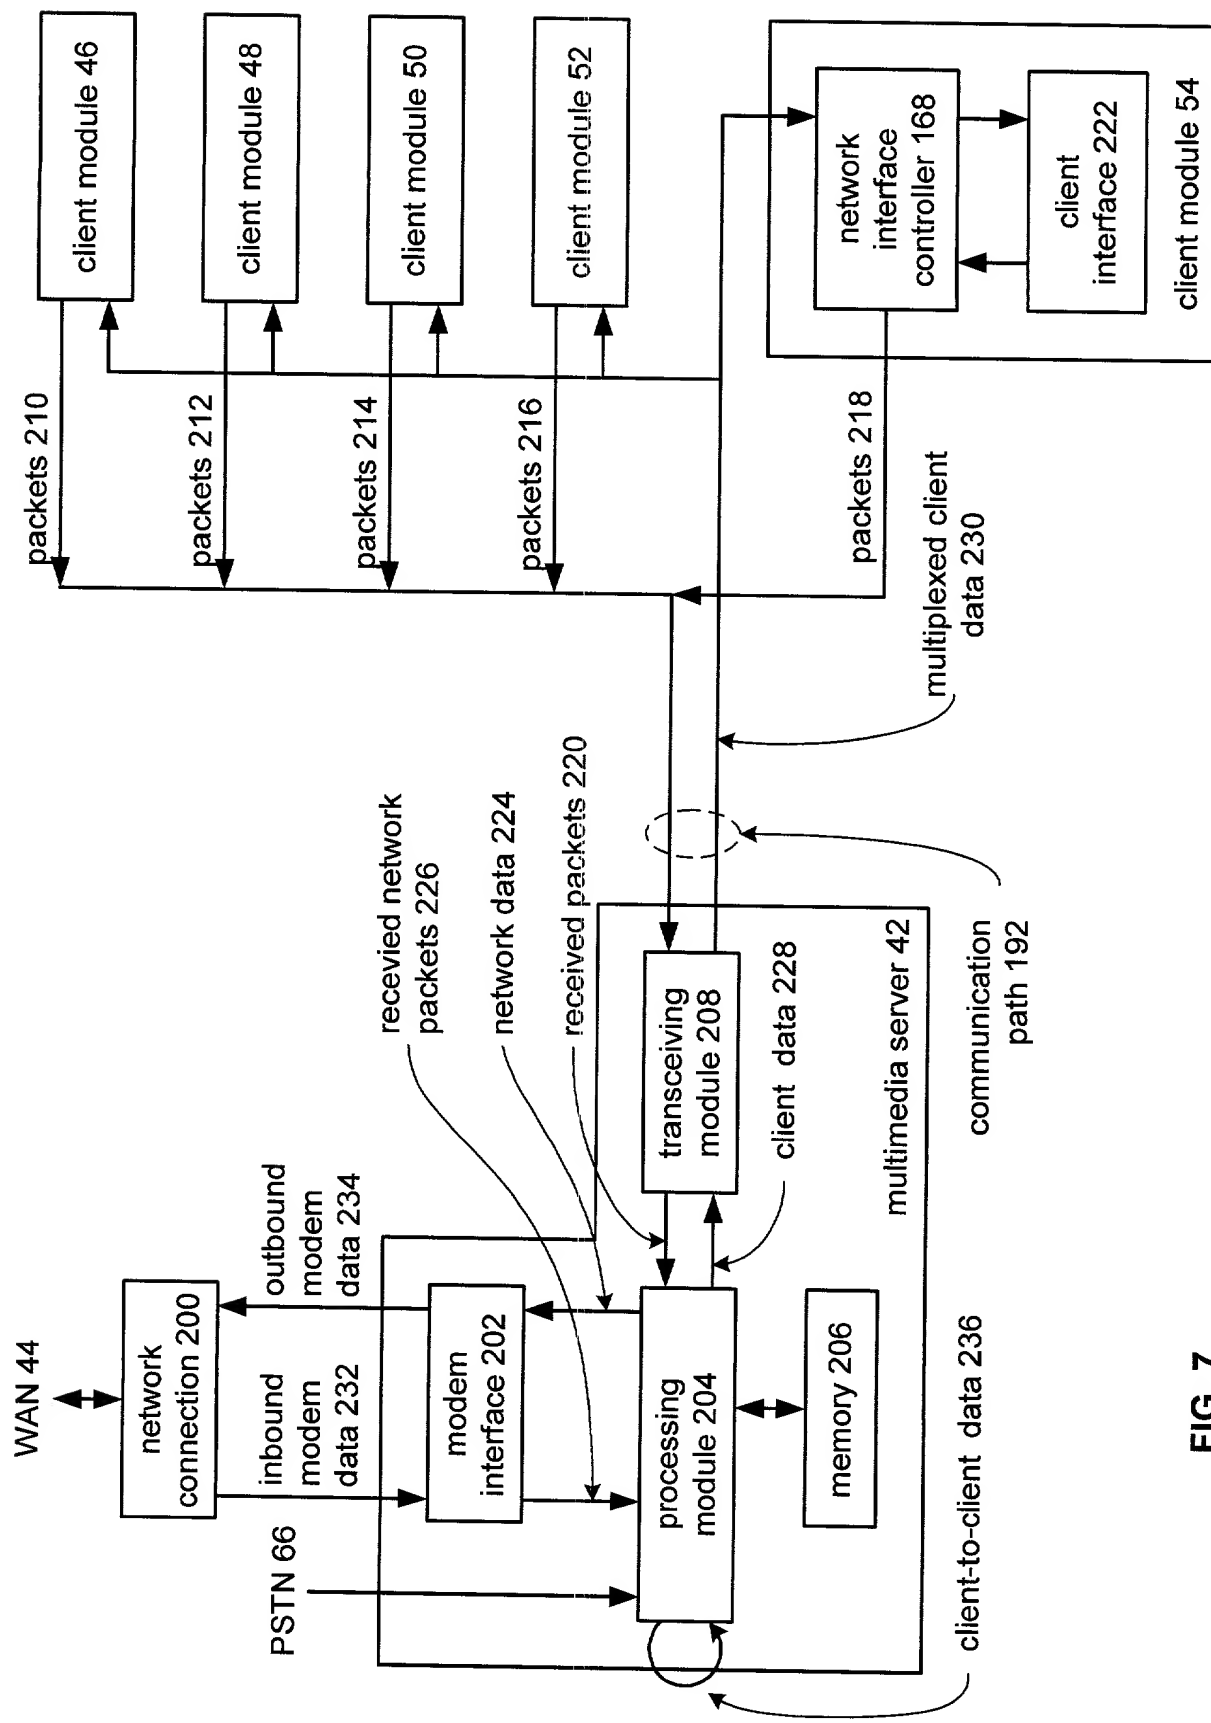 WAN 44
network
connection 200
inbound
modem
data 232
outbound
modem
data 234
PSTN 66
modem
interface 202
processing
module 204
memory 206
transceiving
module 208
multimedia server 42
client-to-client data 236
recevied network
packets 226
network data 224
received packets 220
client data 228
communication
path 192
multiplexed client
data 230
packets 210
packets 212
packets 214
packets 216
packets 218
client module 46
client module 48
client module 50
client module 52
network
interface
controller 168
client
interface 222
client module 54
FIG. 7